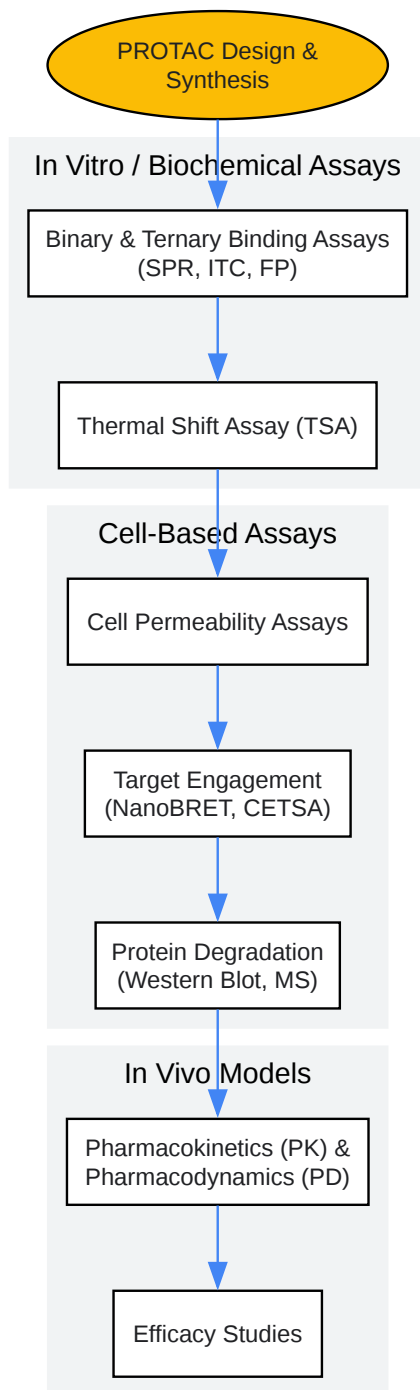 PROTAC Design &
Synthesis
In Vitro / Biochemical Assays
Binary & Ternary Binding Assays
(SPR, ITC, FP)
Thermal Shift Assay (TSA)
Cell-Based Assays
Cell Permeability Assays
Target Engagement
(NanoBRET, CETSA)
Protein Degradation
(Western Blot, MS)
In Vivo Models
Pharmacokinetics (PK) &
Pharmacodynamics (PD)
Efficacy Studies